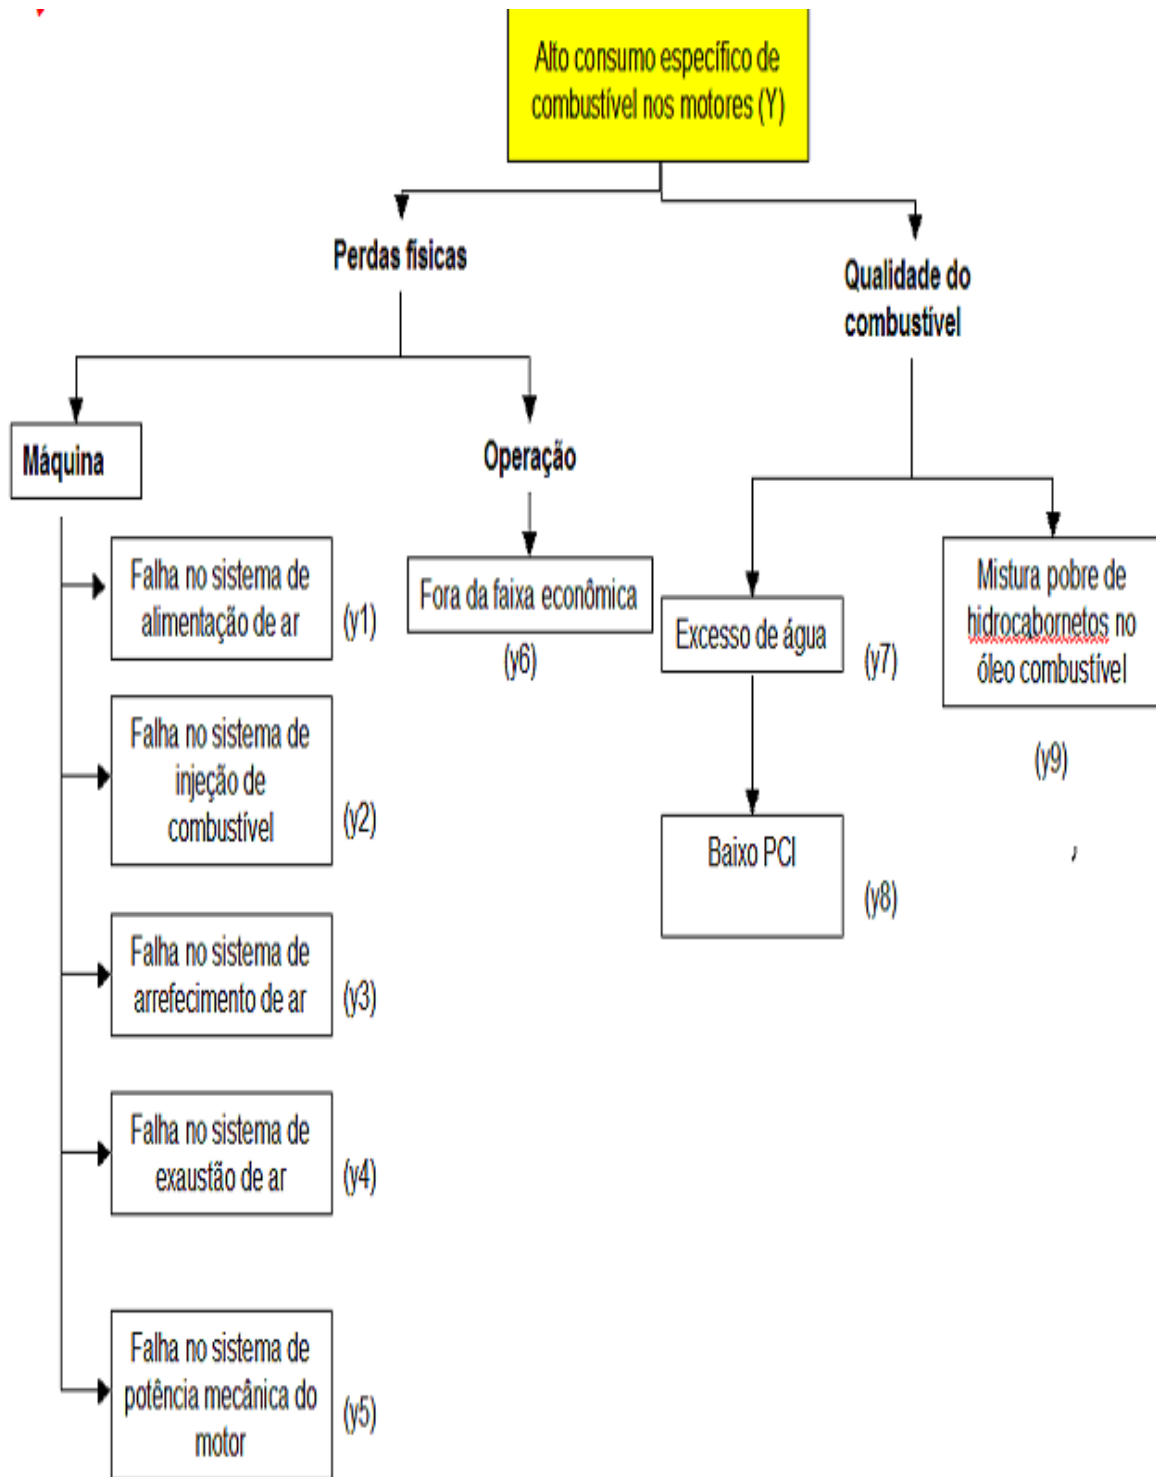 Alto consumo específico de
combustível nos motores (Y)
Perdas físicas
Qualidade do
combustível
Máquina
Operação
Falha no sistema de
alimentação de ar
(y1)
Fora da faixa econômica
(y6)
Excesso de água
(y7)
Mistura pobre de
hidrocabornetos no
óleo combustível
(y9)
Falha no sistema de
injeção de
combustível
(y2)
Baixo PCI
(y8)
,
Falha no sistema de
arrefecimento de ar
(y3)
Falha no sistema de
exaustão de ar
(y4)
Falha no sistema de
potência mecânica do
motor
(y5)